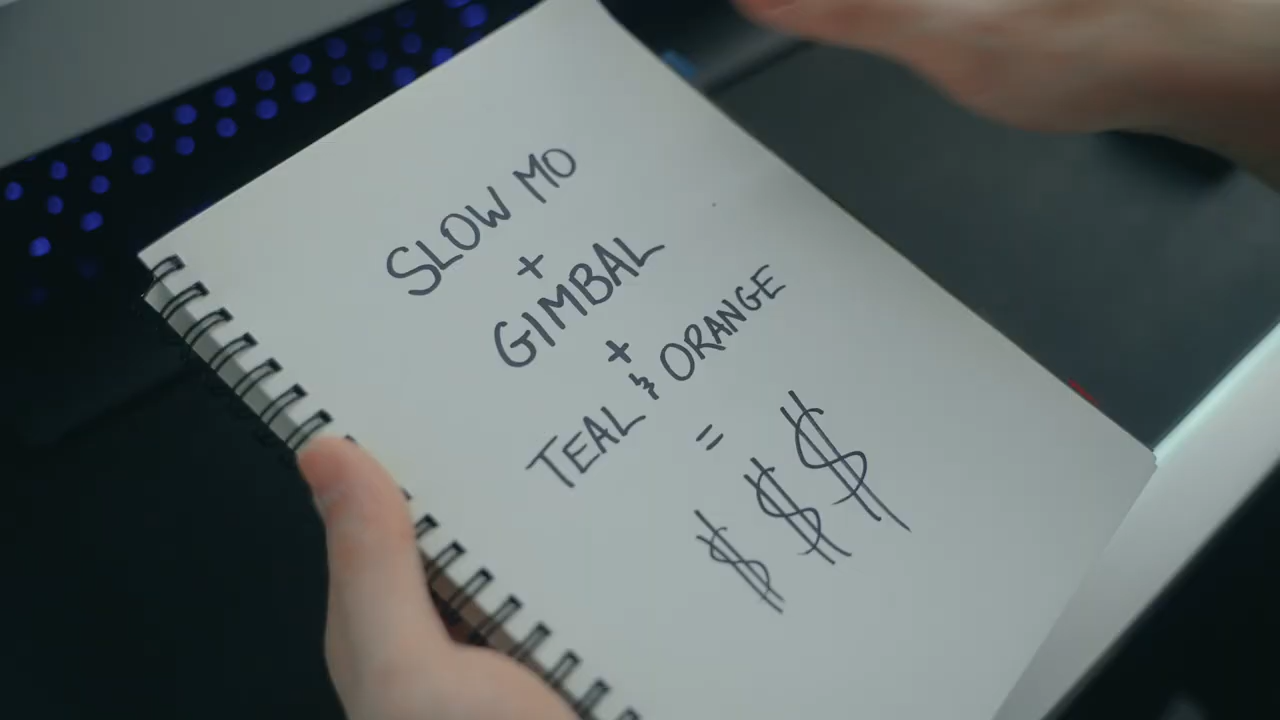 SLOW MO
+
GIMBAL
+
TEAL & ORANGE
=
$ $ $